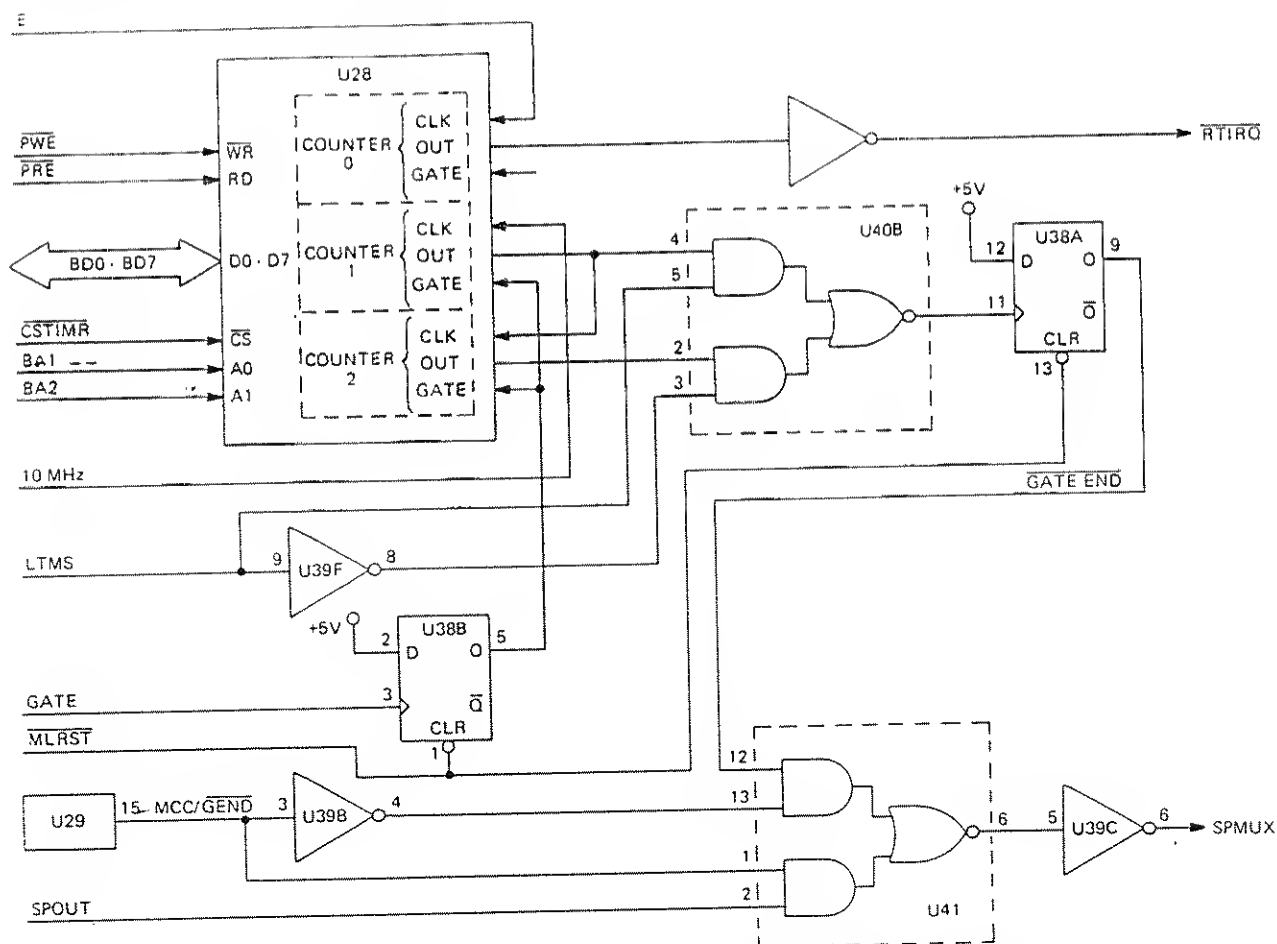 E
U28
CLK
PWE
WR
COUNTER
0
OUT
RTIRQ
PRE
RD
GATE
+5V
CLK
U40B
12
U38A
9
D
O
BD0 · BD7
D0 · D7
COUNTER
1
OUT
4
GATE
5
11
O
CSTIMR
CS
CLK
CLR
BA1 --
A0
COUNTER
2
OUT
2
13
BA2
A1
GATE
3
10 MHz
GATE END
LTMS
9
U39F
8
+5V
U38B
2
D
O
5
GATE
3
Q
MLRST
CLR
1
12
U29
15
MCC/GEND
3
U39B
4
13
6
5
U39C
6
SPMUX
1
SPOUT
2
U41